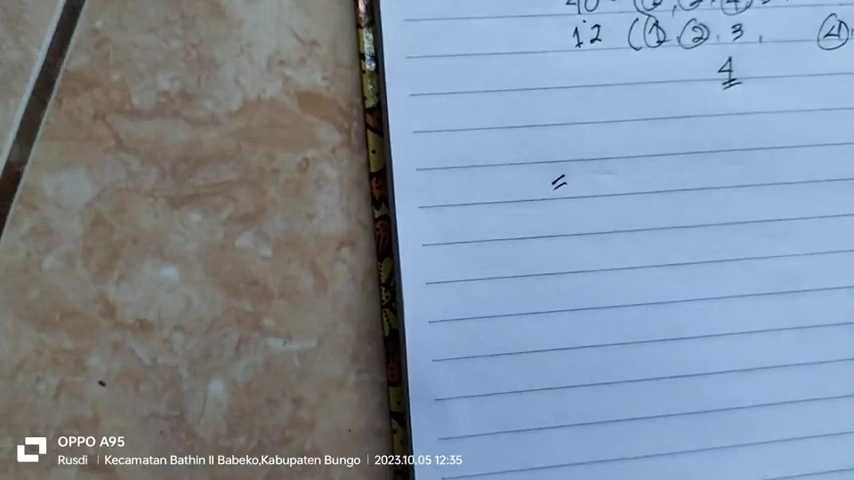 40
12 (1, 2, 3, 4
4
=
OPPO A95
Rusdi | Kecamatan Bathin II Babeko,Kabupaten Bungo | 2023.10.05 12:35